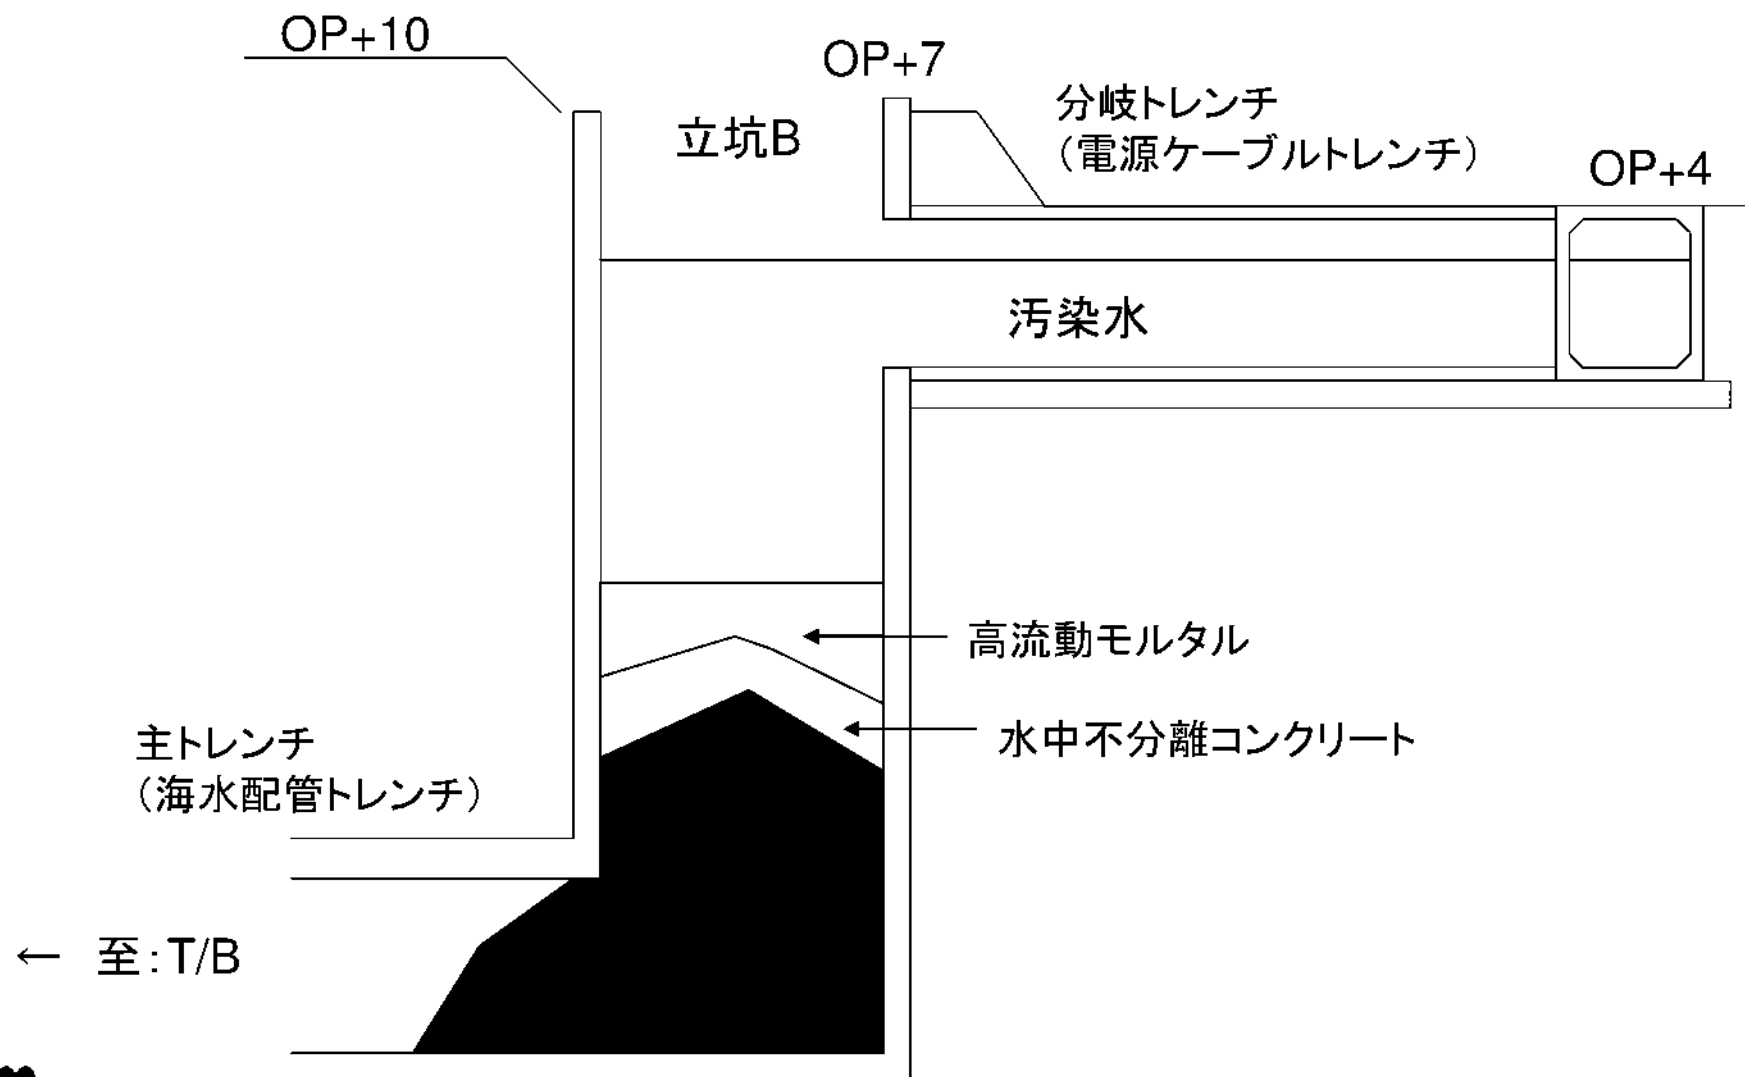 OP+10
OP+7
立坑B
分岐トレンチ
（電源ケーブルトレンチ）
OP+4
汚染水
高流動モルタル
水中不分離コンクリート
主トレンチ
（海水配管トレンチ）
← 至:T/B